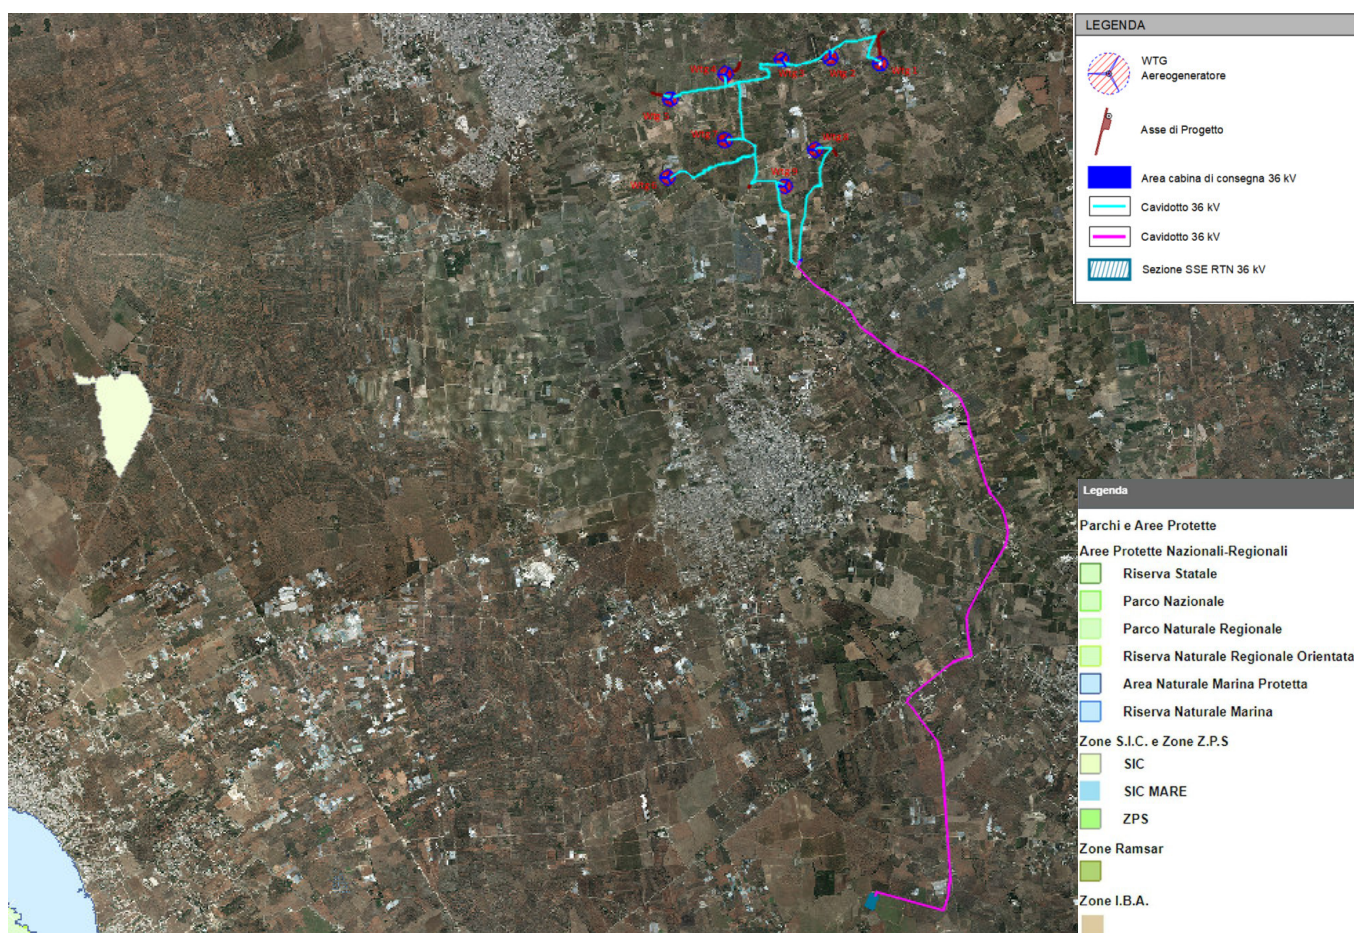 LEGENDA
WTG
Aereogeneratore
Asse di Progetto
Area cabina di consegna 36 kV
Cavidotto 36 kV
Cavidotto 36 kV
Sezione SSE RTN 36 kV
Legenda
Parchi e Aree Protette
Aree Protette Nazionali-Regionali
Riserva Statale
Parco Nazionale
Parco Naturale Regionale
Riserva Naturale Regionale Orientata
Area Naturale Marina Protetta
Riserva Naturale Marina
Zone S.I.C. e Zone Z.P.S
SIC
SIC MARE
ZPS
Zone Ramsar
Zone I.B.A.